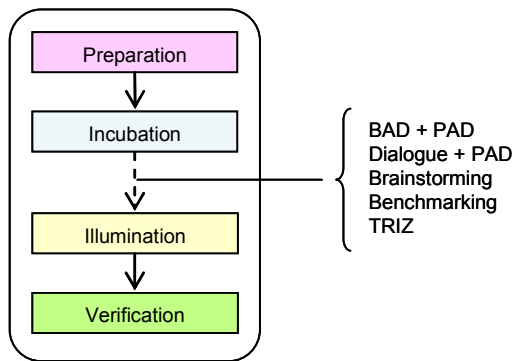 Preparation
Incubation
Illumination
Verification
BAD + PAD
Dialogue + PAD
Brainstorming
Benchmarking
TRIZ